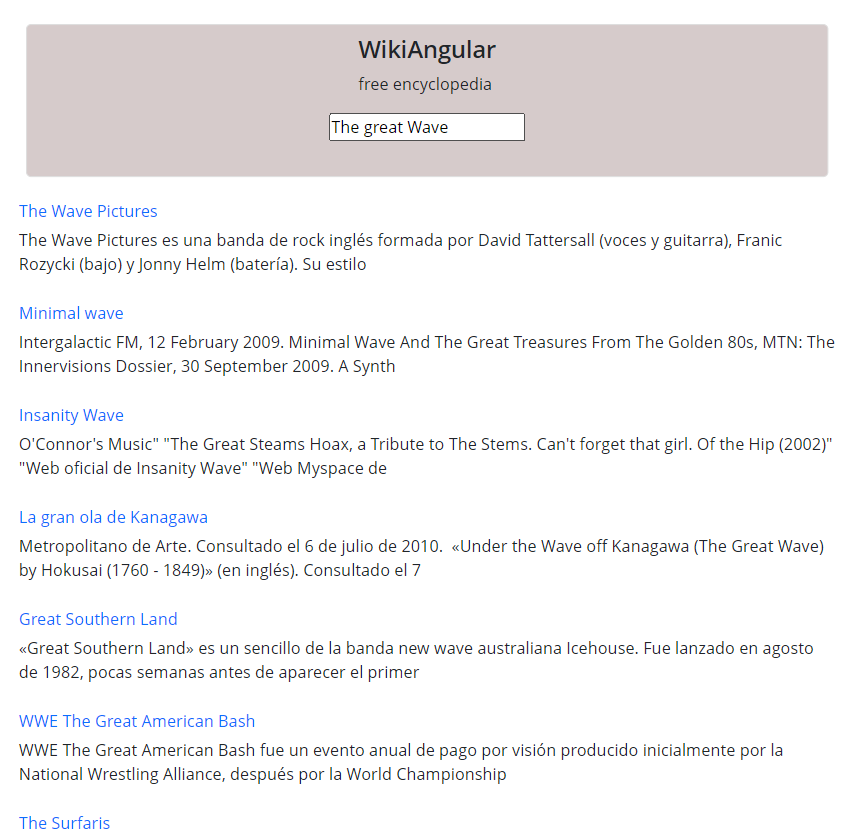 WikiAngular
free encyclopedia
The great Wave
The Wave Pictures
The Wave Pictures es una banda de rock inglés formada por David Tattersall (voces y guitarra), Franic
Rozycki (bajo) y Jonny Helm (batería). Su estilo
Minimal wave
Intergalactic FM, 12 February 2009. Minimal Wave And The Great Treasures From The Golden 80s, MTN: The
Innervisions Dossier, 30 September 2009. A Synth
Insanity Wave
O'Connor's Music" "The Great Steams Hoax, a Tribute to The Stems. Can't forget that girl. Of the Hip (2002)"
"Web oficial de Insanity Wave" "Web Myspace de
La gran ola de Kanagawa
Metropolitano de Arte. Consultado el 6 de julio de 2010.  «Under the Wave off Kanagawa (The Great Wave)
by Hokusai (1760 - 1849)» (en inglés). Consultado el 7
Great Southern Land
«Great Southern Land» es un sencillo de la banda new wave australiana Icehouse. Fue lanzado en agosto
de 1982, pocas semanas antes de aparecer el primer
WWE The Great American Bash
WWE The Great American Bash fue un evento anual de pago por visión producido inicialmente por la
National Wrestling Alliance, después por la World Championship
The Surfaris